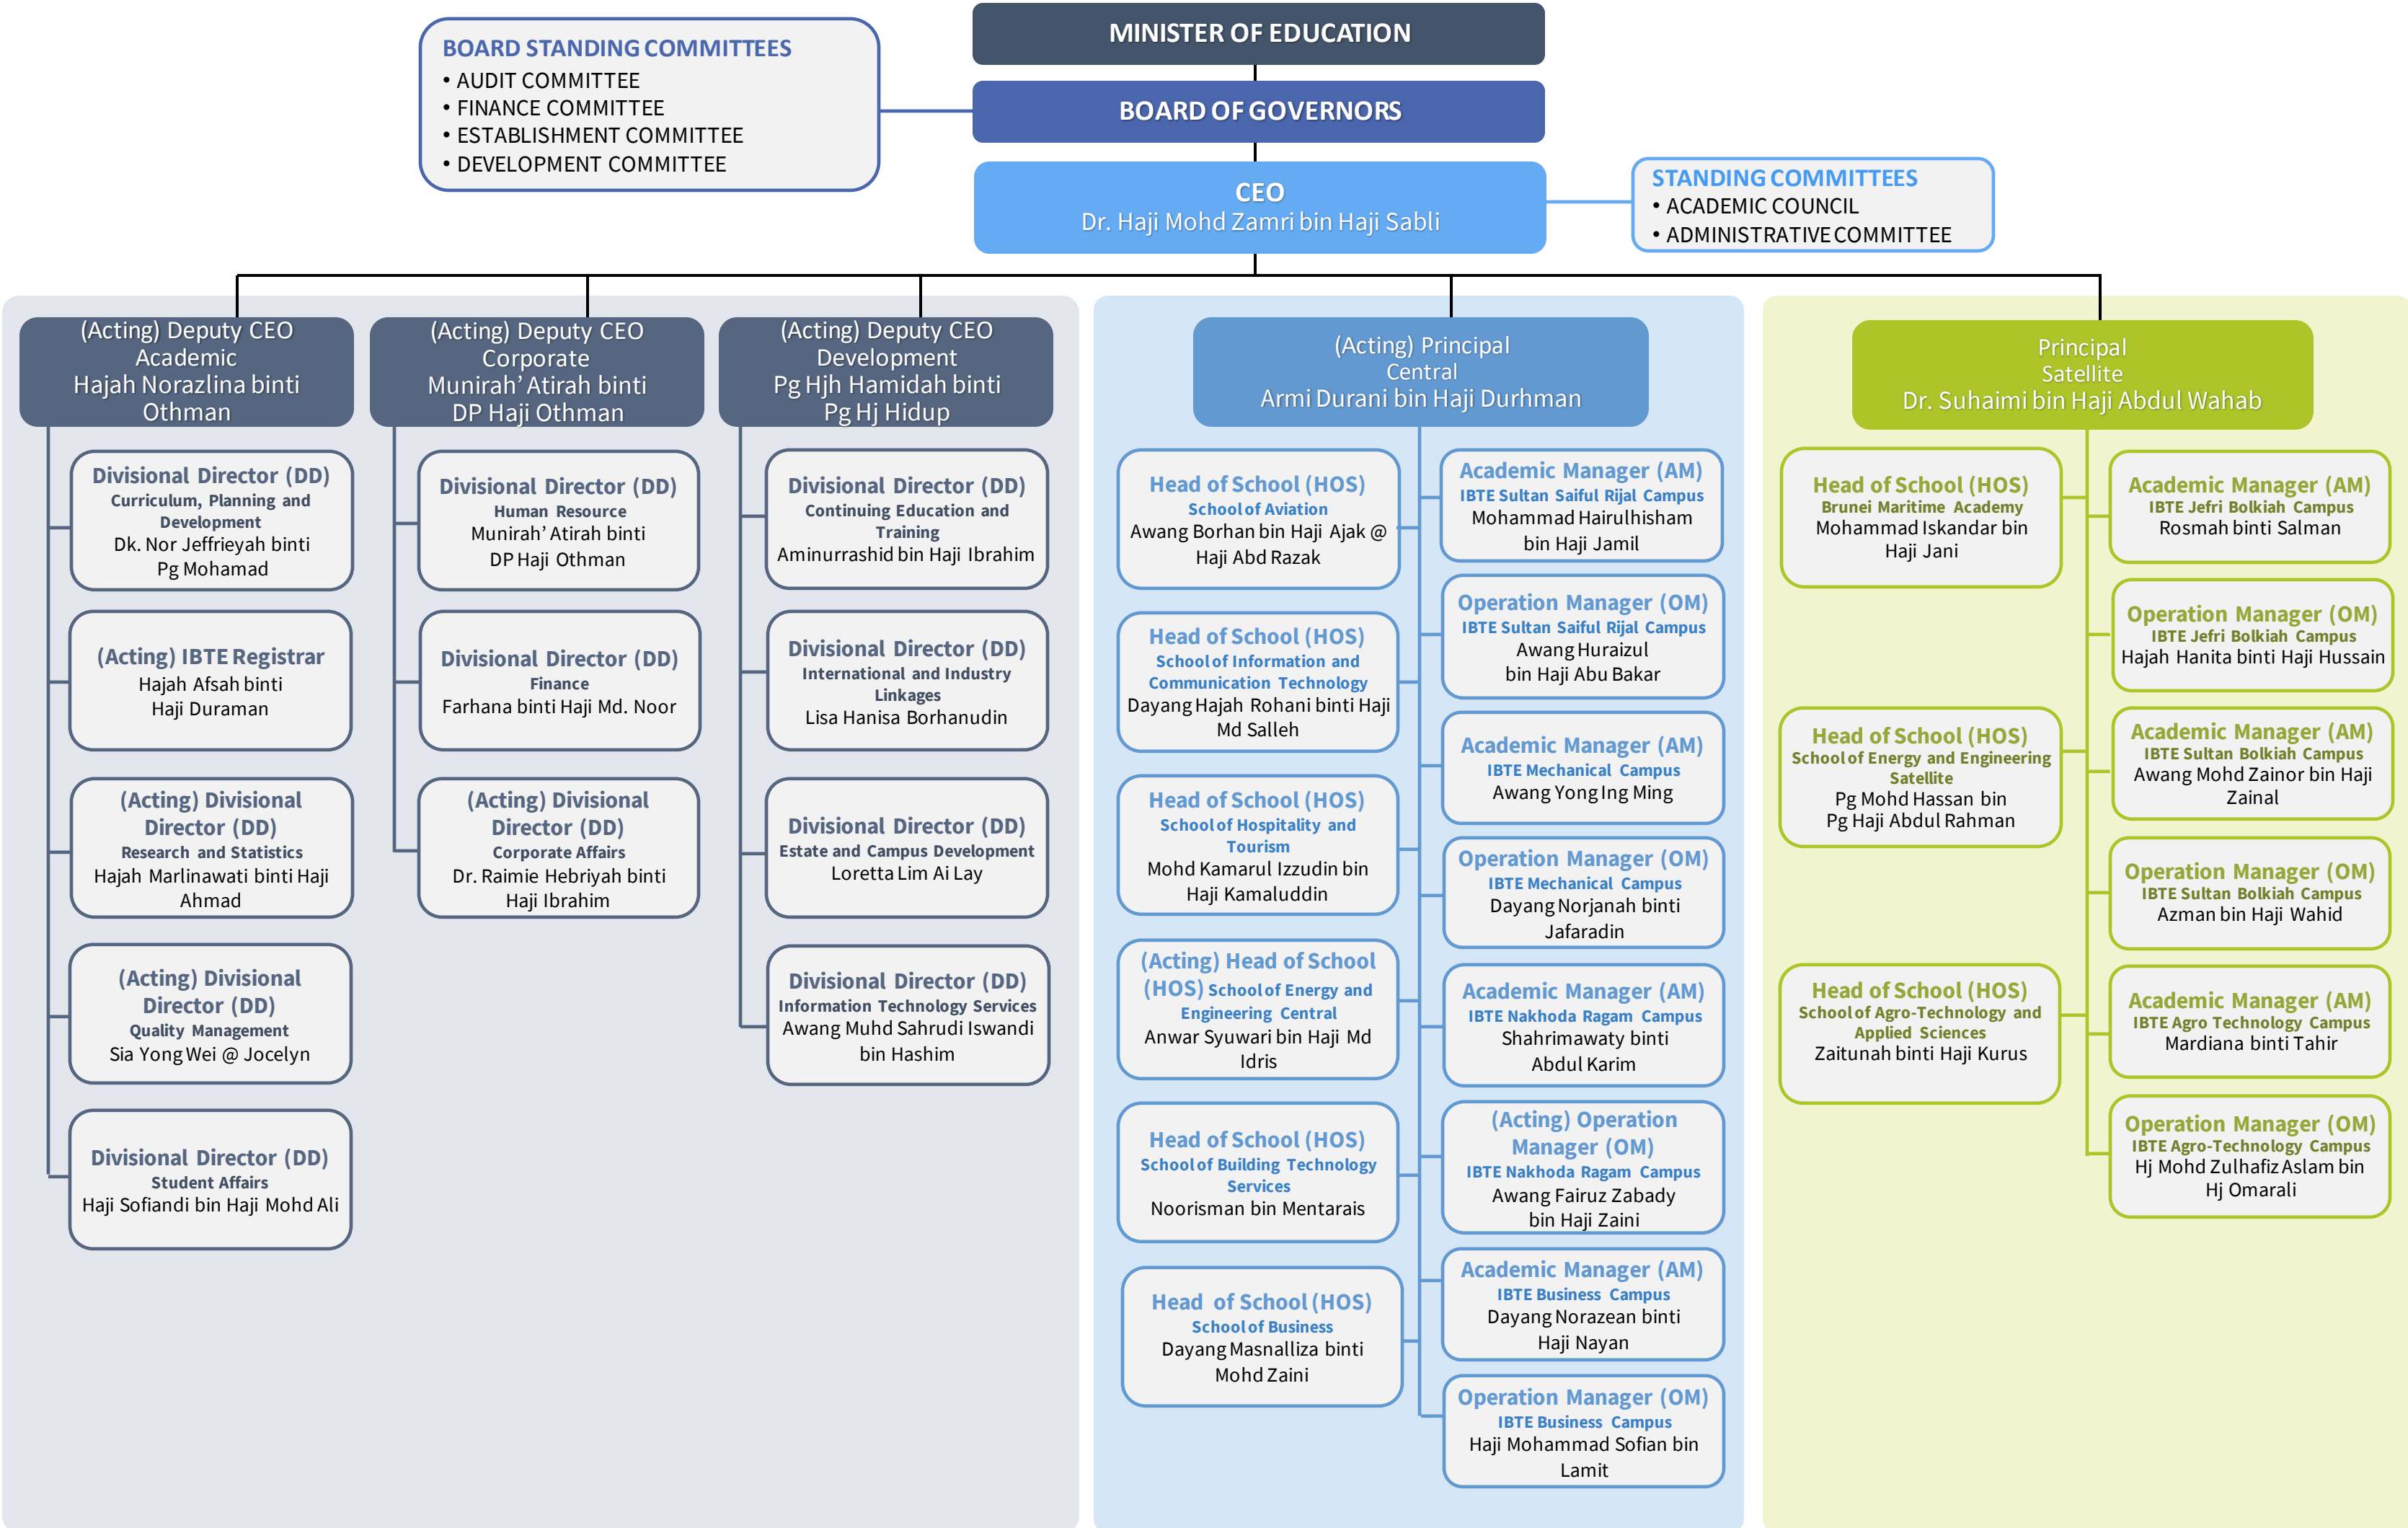 MINISTER OF EDUCATION
BOARD STANDING COMMITTEES
• AUDIT COMMITTEE
• FINANCE COMMITTEE
• ESTABLISHMENT COMMITTEE
• DEVELOPMENT COMMITTEE
BOARD OF GOVERNORS
CEO
Dr. Haji Mohd Zamri bin Haji Sabli
STANDING COMMITTEES
• ACADEMIC COUNCIL
• ADMINISTRATIVE COMMITTEE
(Acting) Deputy CEO
Academic
Hajah Norazlina binti
Othman
Divisional Director (DD)
Curriculum, Planning and
Development
Dk. Nor Jeffrieyah binti
Pg Mohamad
(Acting) IBTE Registrar
Hajah Afsah binti
Haji Duraman
(Acting) Divisional
Director (DD)
Research and Statistics
Hajah Marlinawati binti Haji
Ahmad
(Acting) Divisional
Director (DD)
Quality Management
Sia Yong Wei @ Jocelyn
Divisional Director (DD)
Student Affairs
Haji Sofiandi bin Haji Mohd Ali
(Acting) Deputy CEO
Corporate
Munirah’ Atirah binti
DP Haji Othman
Divisional Director (DD)
Human Resource
Munirah’ Atirah binti
DP Haji Othman
Divisional Director (DD)
Finance
Farhana binti Haji Md. Noor
(Acting) Divisional
Director (DD)
Corporate Affairs
Dr. Raimie Hebriyah binti
Haji Ibrahim
(Acting) Deputy CEO
Development
Pg Hjh Hamidah binti
Pg Hj Hidup
Divisional Director (DD)
Continuing Education and
Training
Aminurrashid bin Haji Ibrahim
Divisional Director (DD)
International and Industry
Linkages
Lisa Hanisa Borhanudin
Divisional Director (DD)
Estate and Campus Development
Loretta Lim Ai Lay
Divisional Director (DD)
Information Technology Services
Awang Muhd Sahrudi Iswandi
bin Hashim
(Acting) Principal
Central
Armi Durani bin Haji Durhman
Head of School (HOS)
School of Aviation
Awang Borhan bin Haji Ajak @
Haji Abd Razak
Head of School (HOS)
School of Information and
Communication Technology
Dayang Hajah Rohani binti Haji
Md Salleh
Head of School (HOS)
School of Hospitality and
Tourism
Mohd Kamarul Izzudin bin
Haji Kamaluddin
(Acting) Head of School
(HOS) School of Energy and
Engineering Central
Anwar Syuwari bin Haji Md
Idris
Head of School (HOS)
School of Building Technology
Services
Noorisman bin Mentarais
Head of School (HOS)
School of Business
Dayang Masnalliza binti
Mohd Zaini
Academic Manager (AM)
IBTE Sultan Saiful Rijal Campus
Mohammad Hairulhisham
bin Haji Jamil
Operation Manager (OM)
IBTE Sultan Saiful Rijal Campus
Awang Huraizul
bin Haji Abu Bakar
Academic Manager (AM)
IBTE Mechanical Campus
Awang Yong Ing Ming
Operation Manager (OM)
IBTE Mechanical Campus
Dayang Norjanah binti
Jafaradin
Academic Manager (AM)
IBTE Nakhoda Ragam Campus
Shahrimawaty binti
Abdul Karim
(Acting) Operation
Manager (OM)
IBTE Nakhoda Ragam Campus
Awang Fairuz Zabady
bin Haji Zaini
Academic Manager (AM)
IBTE Business Campus
Dayang Norazean binti
Haji Nayan
Operation Manager (OM)
IBTE Business Campus
Haji Mohammad Sofian bin
Lamit
Principal
Satellite
Dr. Suhaimi bin Haji Abdul Wahab
Head of School (HOS)
Brunei Maritime Academy
Mohammad Iskandar bin
Haji Jani
Head of School (HOS)
School of Energy and Engineering
Satellite
Pg Mohd Hassan bin
Pg Haji Abdul Rahman
Head of School (HOS)
School of Agro-Technology and
Applied Sciences
Zaitunah binti Haji Kurus
Academic Manager (AM)
IBTE Jefri Bolkiah Campus
Rosmah binti Salman
Operation Manager (OM)
IBTE Jefri Bolkiah Campus
Hajah Hanita binti Haji Hussain
Academic Manager (AM)
IBTE Sultan Bolkiah Campus
Awang Mohd Zainor bin Haji
Zainal
Operation Manager (OM)
IBTE Sultan Bolkiah Campus
Azman bin Haji Wahid
Academic Manager (AM)
IBTE Agro Technology Campus
Mardiana binti Tahir
Operation Manager (OM)
IBTE Agro-Technology Campus
Hj Mohd Zulhafiz Aslam bin
Hj Omarali